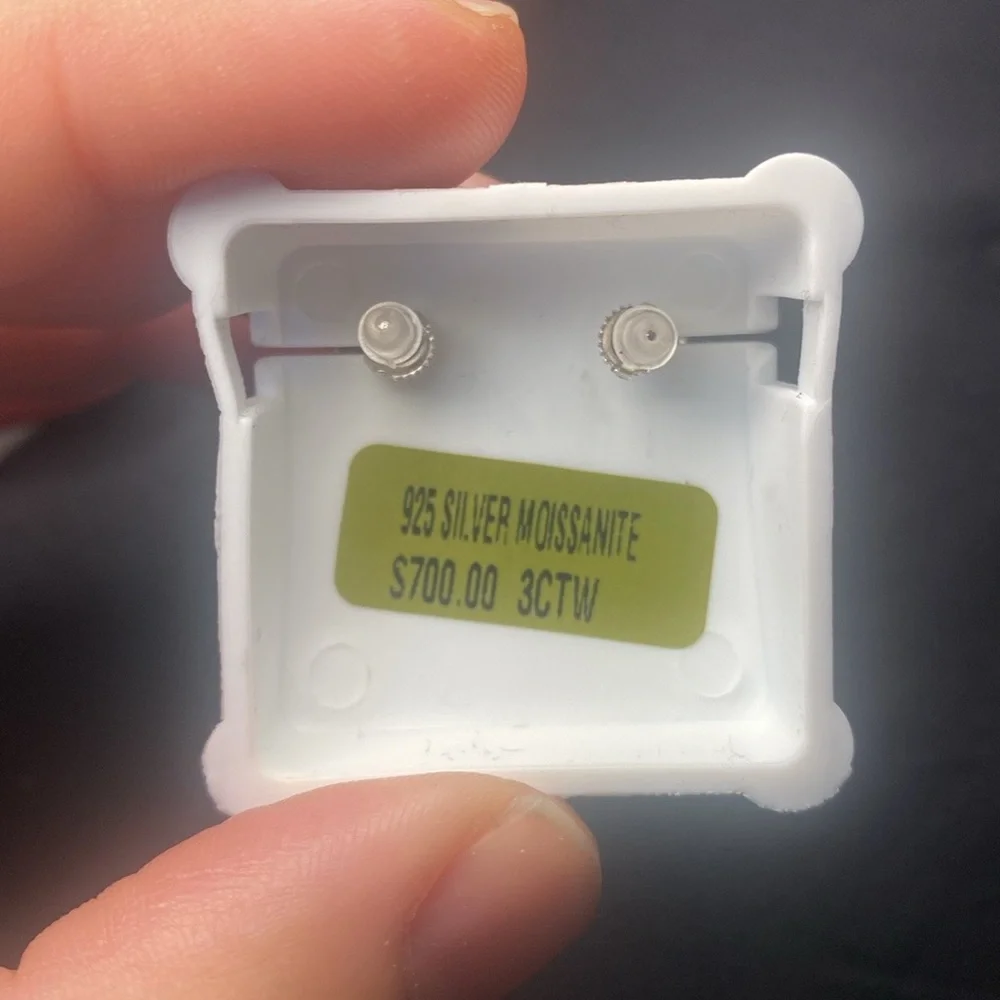 925 SILVER MOISSANITE
$700.00 3CTW